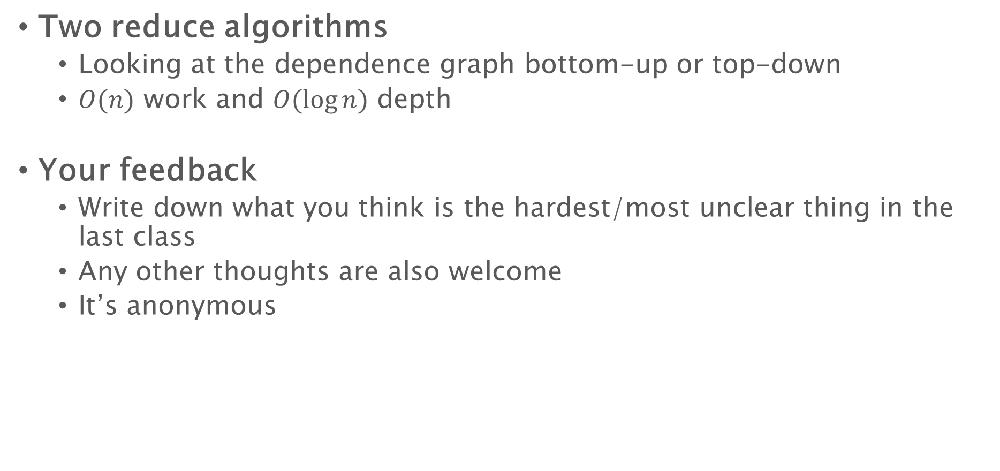 • Two reduce algorithms
• Looking at the dependence graph bottom-up or top-down
• O(n) work and O(log n) depth
• Your feedback
• Write down what you think is the hardest/most unclear thing in the
last class
• Any other thoughts are also welcome
• It’s anonymous